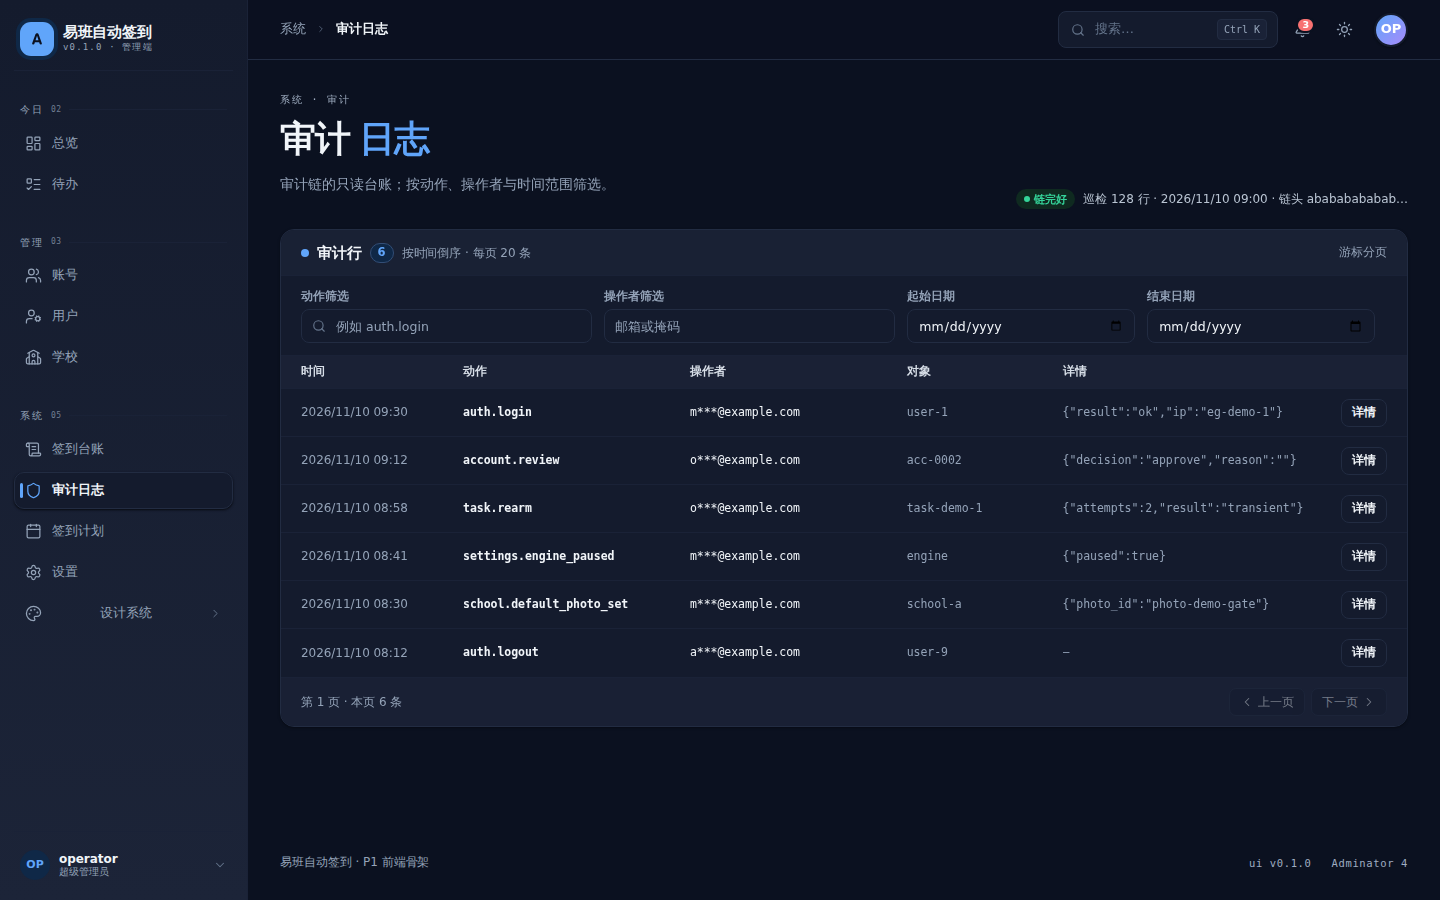 A
易班自动签到
v0.1.0 · 管理端
今日 02
总览
待办
管理 03
账号
用户
学校
系统 05
签到台账
审计日志
签到计划
设置
设计系统
OP
operator
超级管理员
系统 › 审计日志
搜索… Ctrl K
3
OP
系统 · 审计
审计 日志
审计链的只读台账；按动作、操作者与时间范围筛选。
链完好 巡检 128 行 · 2026/11/10 09:00 · 链头 abababababab…
审计行 6 按时间倒序 · 每页 20 条 游标分页
动作筛选 操作者筛选 起始日期 结束日期
例如 auth.login 邮箱或掩码 mm/dd/yyyy mm/dd/yyyy
时间 动作 操作者 对象 详情
2026/11/10 09:30 auth.login m***@example.com user-1 {"result":"ok","ip":"eg-demo-1"} 详情
2026/11/10 09:12 account.review o***@example.com acc-0002 {"decision":"approve","reason":""} 详情
2026/11/10 08:58 task.rearm o***@example.com task-demo-1 {"attempts":2,"result":"transient"} 详情
2026/11/10 08:41 settings.engine_paused m***@example.com engine {"paused":true} 详情
2026/11/10 08:30 school.default_photo_set m***@example.com school-a {"photo_id":"photo-demo-gate"} 详情
2026/11/10 08:12 auth.logout a***@example.com user-9 — 详情
第 1 页 · 本页 6 条 上一页 下一页
易班自动签到 · P1 前端骨架 ui v0.1.0 Adminator 4